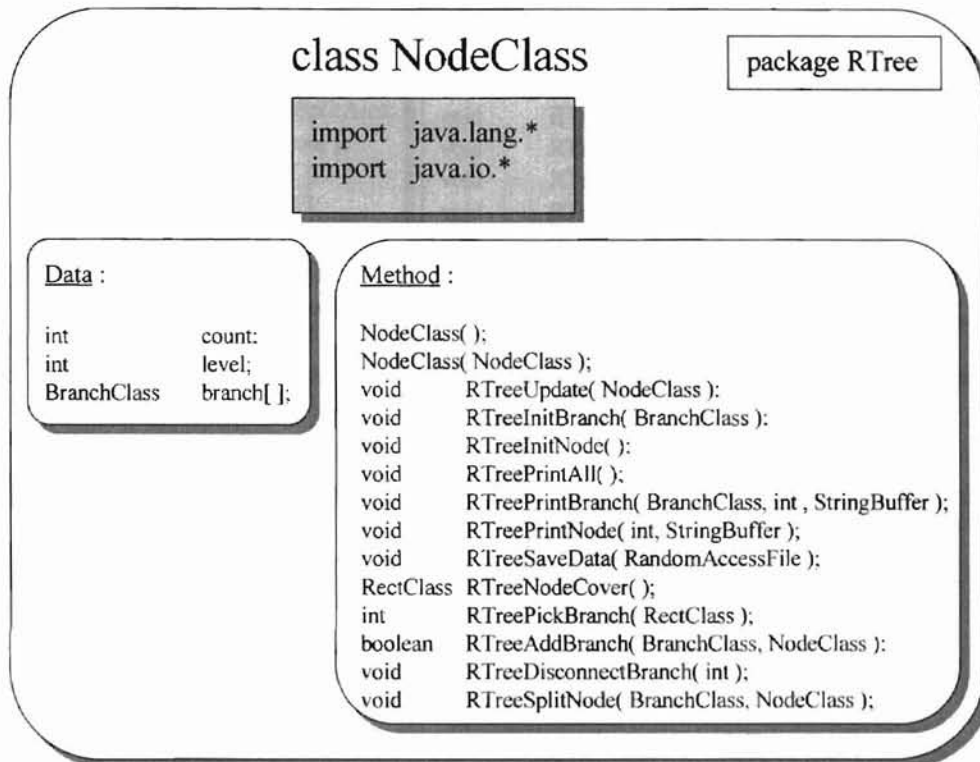 class NodeClass
package RTree
import java.lang.*
import java.io.*
Data :
int count:
int level;
BranchClass branch[ ];
Method :
NodeClass( );
NodeClass( NodeClass );
void RTreeUpdate( NodeClass ):
void RTreeInitBranch( BranchClass ):
void RTreeInitNode( ):
void RTreePrintAll( );
void RTreePrintBranch( BranchClass, int , StringBuffer );
void RTreePrintNode( int, StringBuffer );
void RTreeSaveData( RandomAccessFile );
RectClass RTreeNodeCover( );
int RTreePickBranch( RectClass );
boolean RTreeAddBranch( BranchClass, NodeClass ):
void RTreeDisconnectBranch( int );
void RTreeSplitNode( BranchClass, NodeClass );